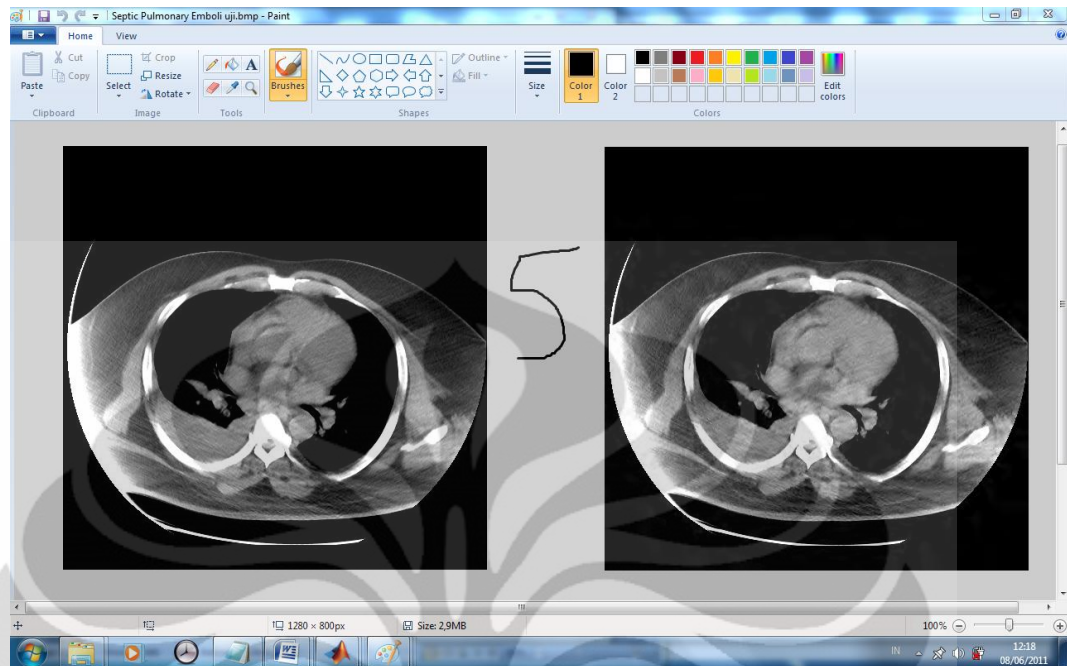 Septic Pulmonary Emboli uji.bmp - Paint
Home View
Paste
Cut
Copy
Clipboard
Select
Crop
Resize
Rotate
Image
A
Tools
Brushes
Outline
Fill
Shapes
Size
Color 1
Color 2
Edit colors
Colors
5
1280 × 800px
Size: 2,9MB
100%
IN
12:18
08/06/2011